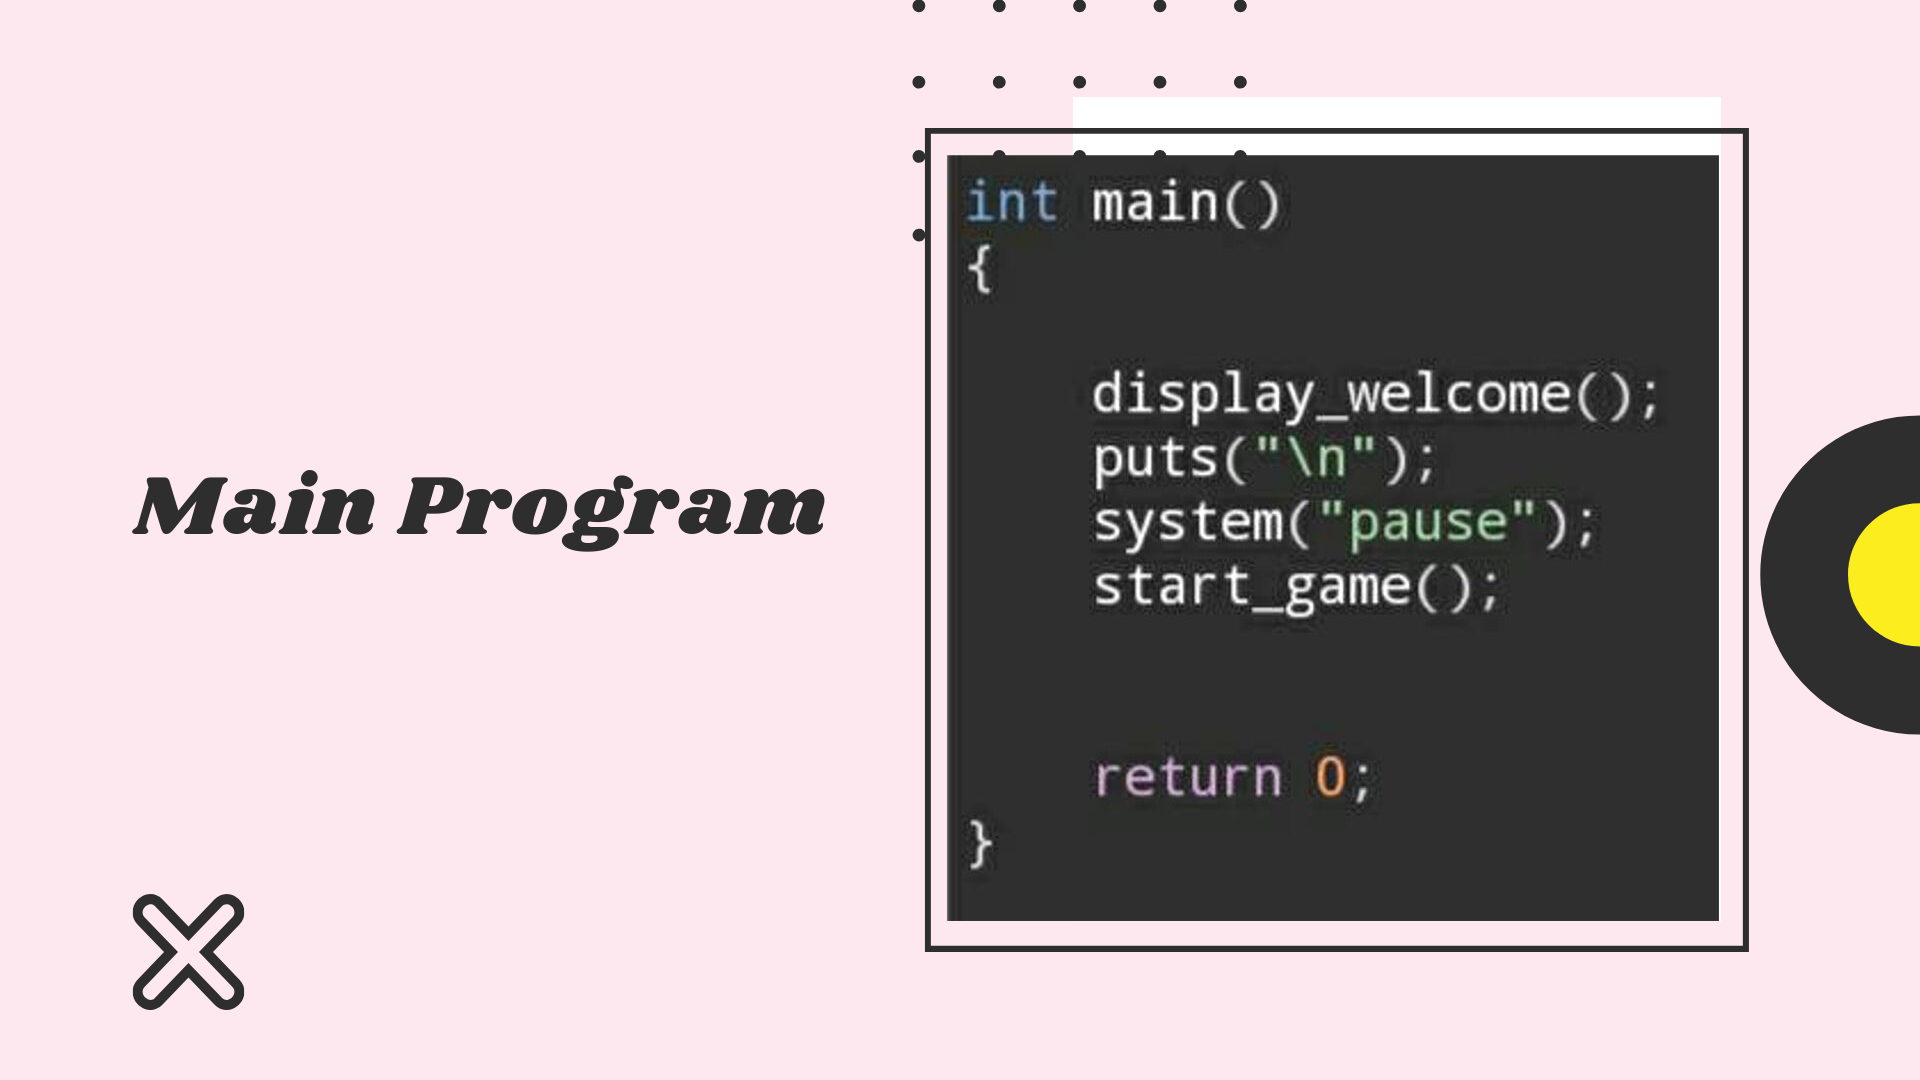 Main Program
int main()
{
display_welcome();
puts("\n");
system("pause");
start_game();
return 0;
}